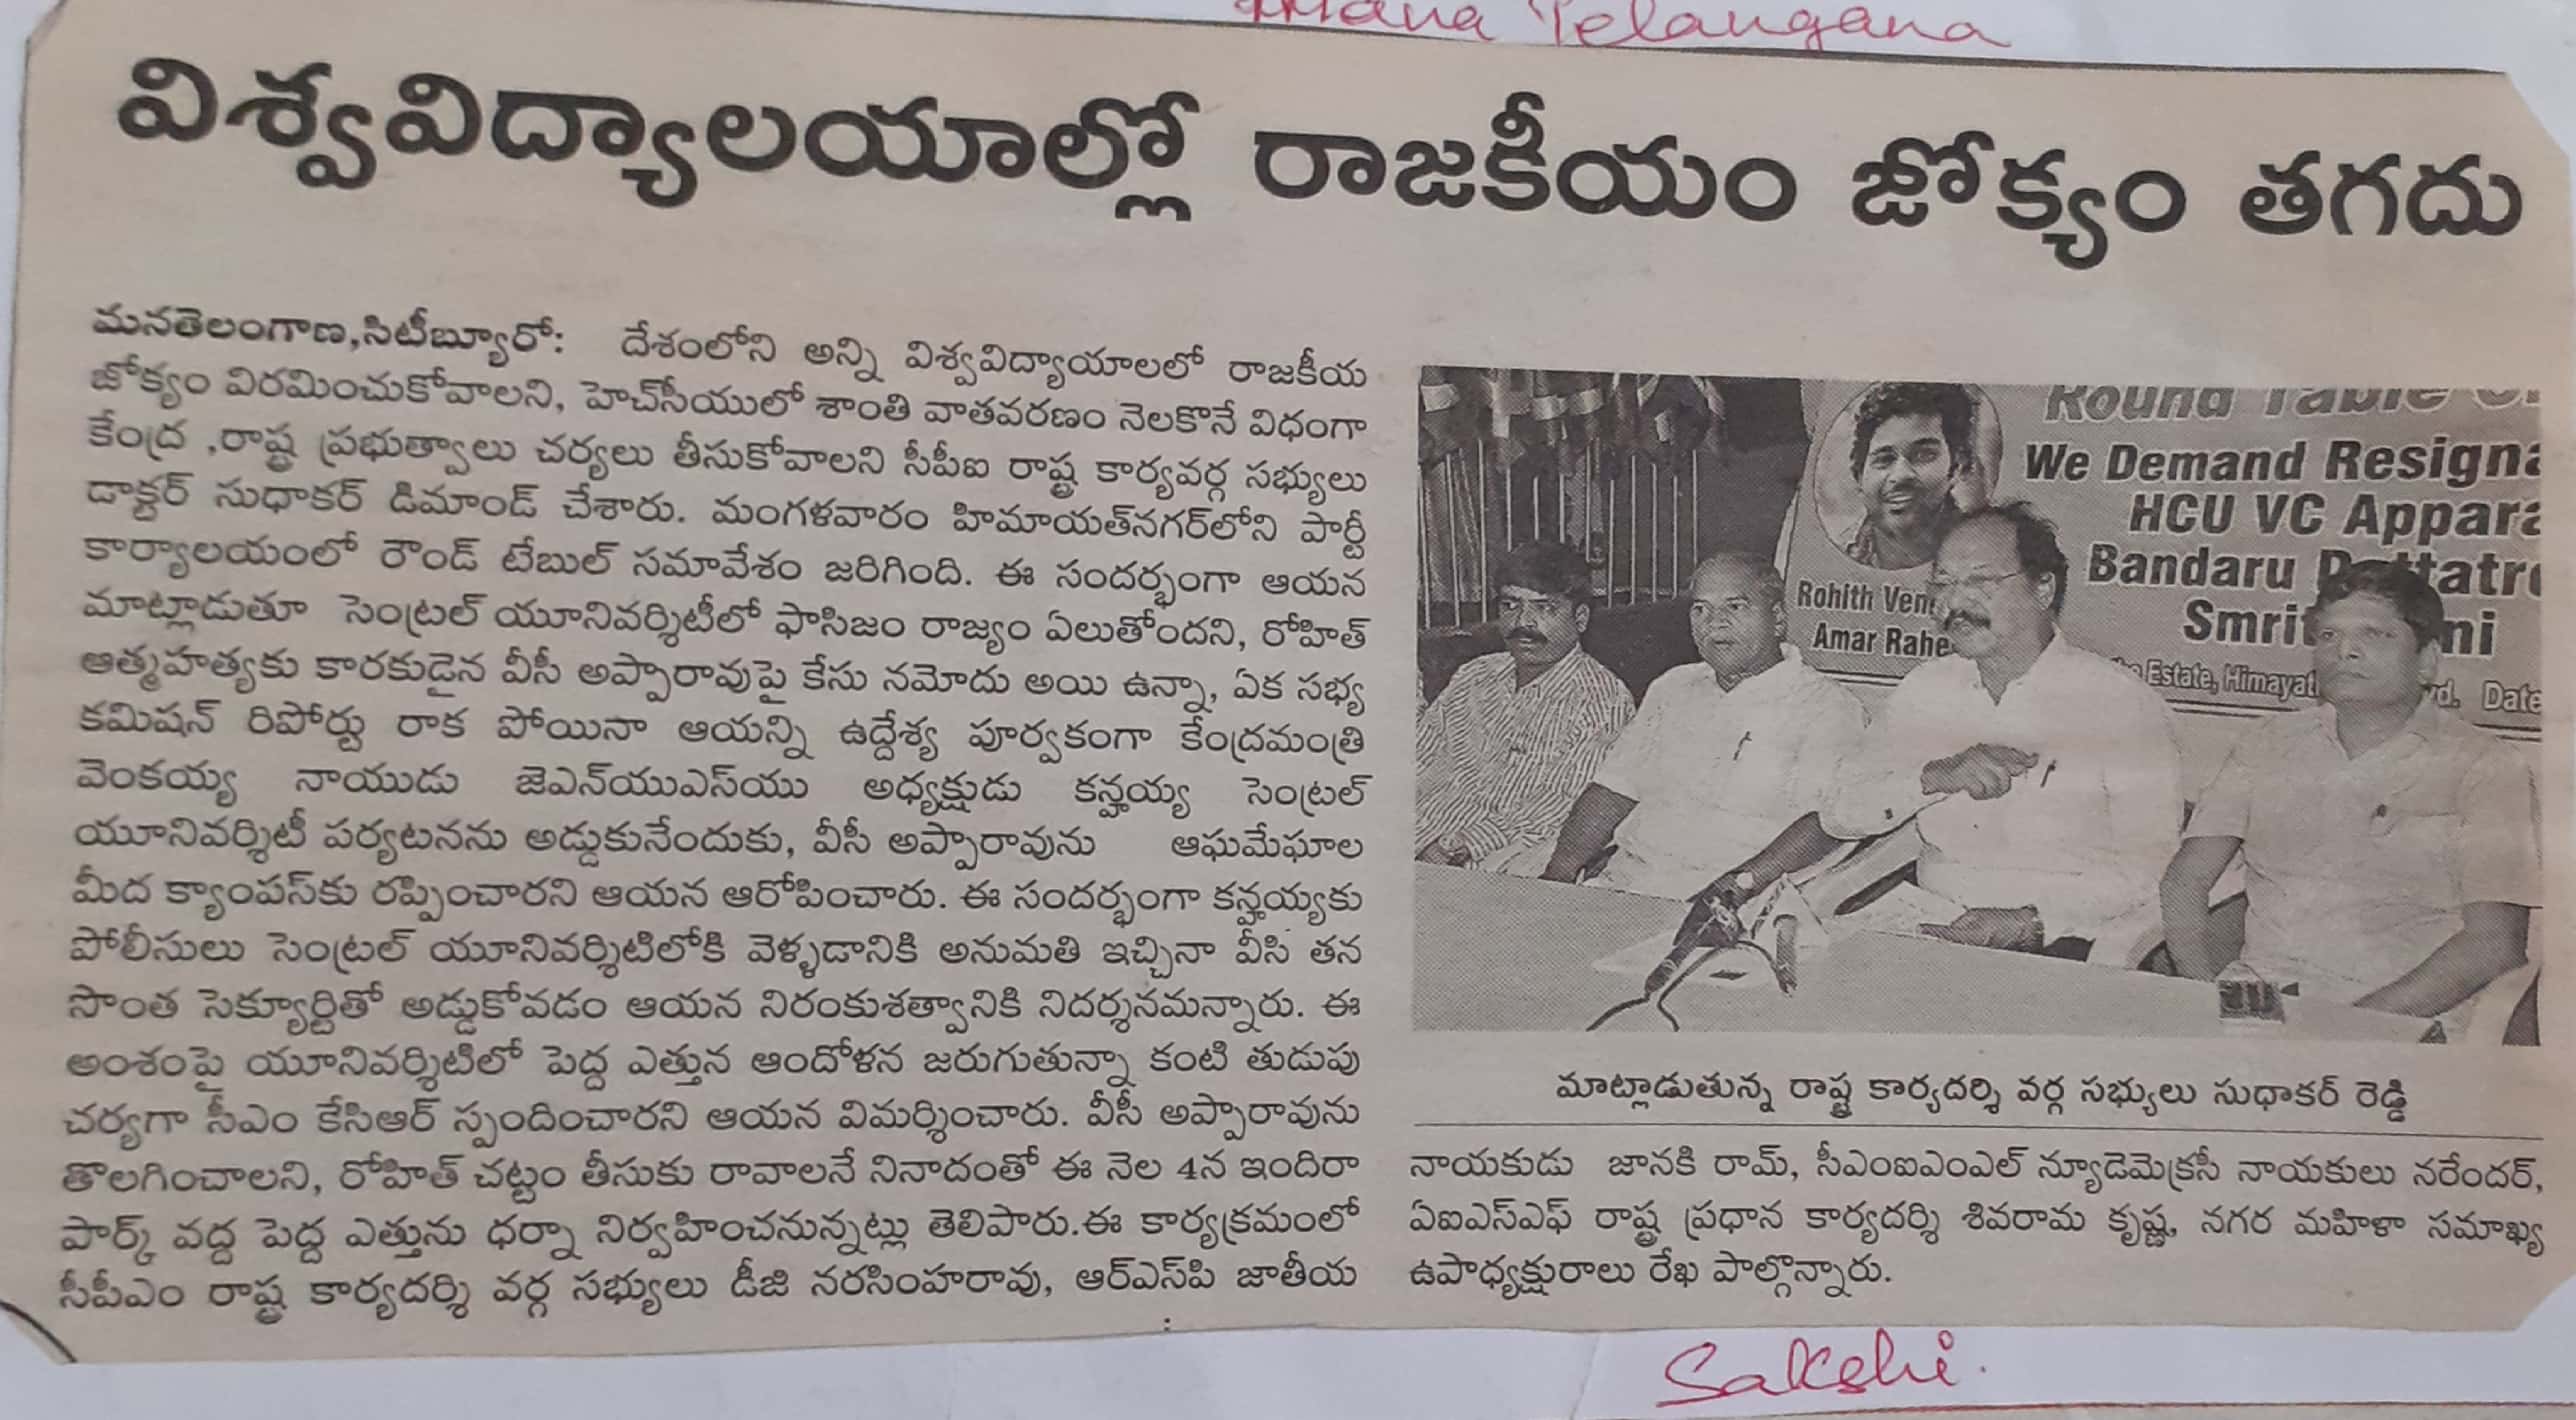 Mana Telangana
విశ్వవిద్యాలయాల్లో రాజకీయం జోక్యం తగదు
మనతెలంగాణ,సిటీబ్యూరో: దేశంలోని అన్ని విశ్వవిద్యాయాలలో రాజకీయ
జోక్యం విరమించుకోవాలని, హెచ్‌సీయులో శాంతి వాతవరణం నెలకొనే విధంగా
కేంద్ర ,రాష్ట్ర ప్రభుత్వాలు చర్యలు తీసుకోవాలని సీపీఐ రాష్ట్ర కార్యవర్గ సభ్యులు
డాక్టర్ సుధాకర్ డిమాండ్ చేశారు. మంగళవారం హిమాయత్‌నగర్‌లోని పార్టీ
కార్యాలయంలో రౌండ్ టేబుల్ సమావేశం జరిగింది. ఈ సందర్భంగా ఆయన
మాట్లాడుతూ సెంట్రల్ యూనివర్శిటీలో ఫాసిజం రాజ్యం ఏలుతోందని, రోహిత్
ఆత్మహత్యకు కారకుడైన వీసీ అప్పారావుపై కేసు నమోదు అయి ఉన్నా, ఏక సభ్య
కమిషన్ రిపోర్టు రాక పోయినా ఆయన్ని ఉద్దేశ్య పూర్వకంగా కేంద్రమంత్రి
వెంకయ్య నాయుడు జెఎన్‌యుఎస్‌యు అధ్యక్షుడు కన్హయ్య సెంట్రల్
యూనివర్శిటీ పర్యటనను అడ్డుకునేందుకు, వీసీ అప్పారావును ఆఘమేఘాల
మీద క్యాంపస్‌కు రప్పించారని ఆయన ఆరోపించారు. ఈ సందర్భంగా కన్హయ్యకు
పోలీసులు సెంట్రల్ యూనివర్శిటిలోకి వెళ్ళడానికి అనుమతి ఇచ్చినా వీసి తన
సొంత సెక్యూర్టితో అడ్డుకోవడం ఆయన నిరంకుశత్వానికి నిదర్శనమన్నారు. ఈ
అంశంపై యూనివర్శిటిలో పెద్ద ఎత్తున ఆందోళన జరుగుతున్నా కంటి తుడుపు
చర్యగా సీఎం కేసిఆర్ స్పందించారని ఆయన విమర్శించారు. వీసీ అప్పారావును
తొలగించాలని, రోహిత్ చట్టం తీసుకు రావాలనే నినాదంతో ఈ నెల 4న ఇందిరా
పార్క్ వద్ద పెద్ద ఎత్తును ధర్నా నిర్వహించనున్నట్లు తెలిపారు.ఈ కార్యక్రమంలో
సీపీఎం రాష్ట్ర కార్యదర్శి వర్గ సభ్యులు డీజి నరసింహరావు, ఆర్ఎస్‌పి జాతీయ
Round Table
We Demand Resigna
HCU VC Appara
Bandaru
Rohith
Amar Rahe
Estate, Himayat Date
మాట్లాడుతున్న రాష్ట్ర కార్యదర్శి వర్గ సభ్యులు సుధాకర్ రెడ్డి
నాయకుడు జానకి రామ్, సీఎంఐఎంఎల్ న్యూడెమెక్రసీ నాయకులు నరేందర్,
ఏఐఎస్ఎఫ్ రాష్ట్ర ప్రధాన కార్యదర్శి శివరామ కృష్ణ, నగర మహిళా సమాఖ్య
ఉపాధ్యక్షురాలు రేఖ పాల్గొన్నారు.
Sakshi.